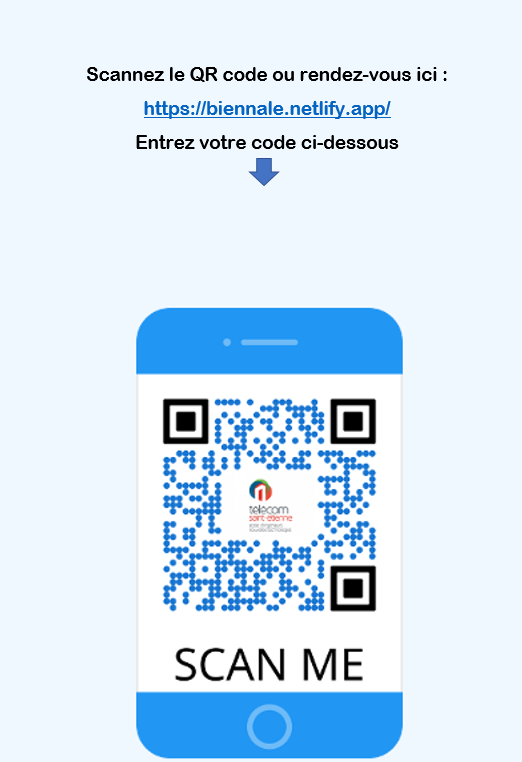 Scannez le QR code ou rendez-vous ici :
https://biennale.netlify.app/
Entrez votre code ci-dessous
télécom
saint-etienne
SCAN ME